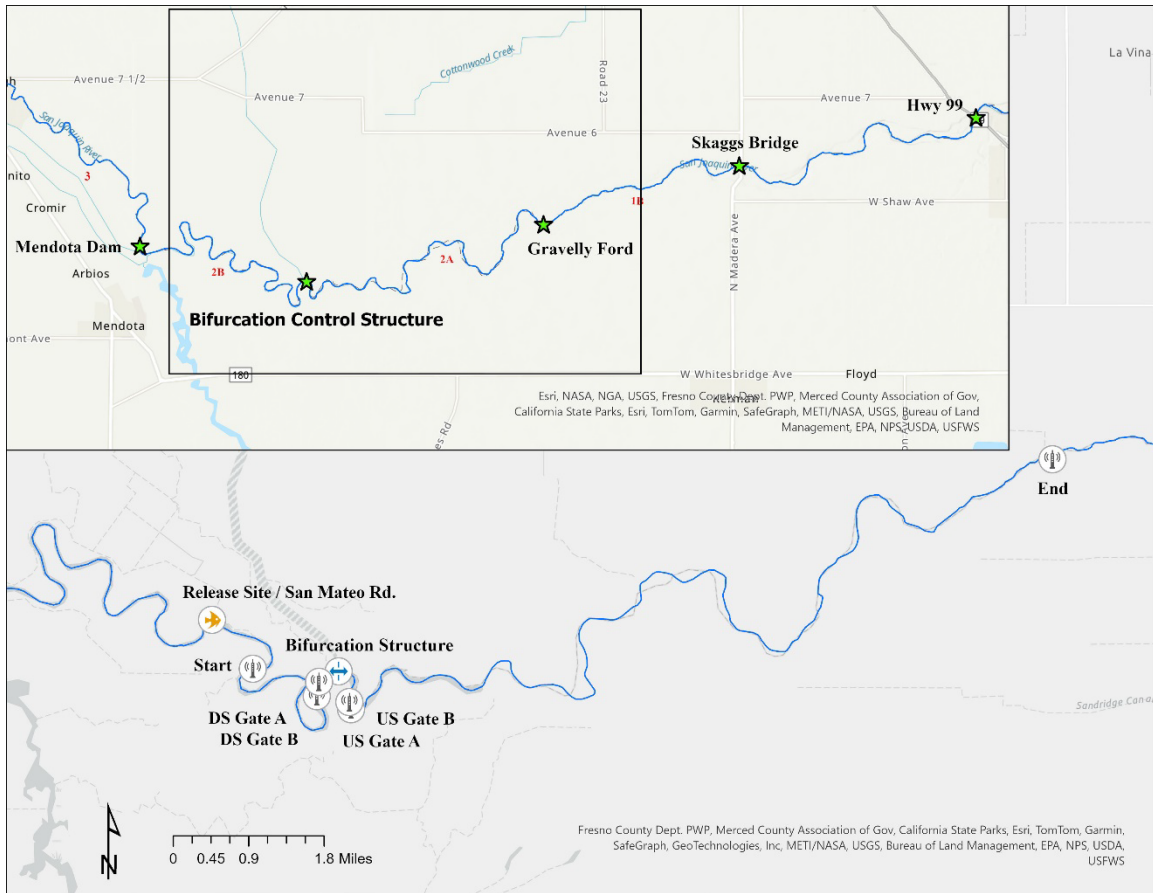 La Vina
Avenue 7 1/2
Cottonwood Creek
Road 23
Avenue 7
Avenue 7
Hwy 99
Avenue 6
Skaggs Bridge
San Joaquin River
San Joaquin
3
1B
W Shaw Ave
Cromir
Mendota Dam
Gravelly Ford
N Madera Ave
Arbios
2B
2A
Bifurcation Control Structure
Mendota
180
W Whitesbridge Ave
Floyd
Esri, NASA, NGA, USGS, Fresno County Dept. PWP, Merced County Association of Gov,
California State Parks, Esri, TomTom, Garmin, SafeGraph, METI/NASA, USGS, Bureau of Land
Management, EPA, NPS, USDA, USFWS
End
Release Site / San Mateo Rd.
Bifurcation Structure
Start
DS Gate A
US Gate B
DS Gate B
US Gate A
N
0 0.45 0.9 1.8 Miles
Fresno County Dept. PWP, Merced County Association of Gov, California State Parks, Esri, TomTom, Garmin,
SafeGraph, GeoTechnologies, Inc, METI/NASA, USGS, Bureau of Land Management, EPA, NPS, USDA,
USFWS